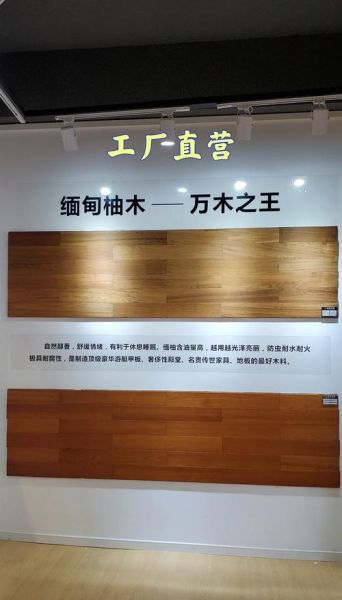 工厂直营
缅甸柚木 — 万木之王
自然醇香，舒缓情绪，有利于休息睡眠。缅柚含油量高，越用越光泽亮丽，防虫耐水耐火
极具耐腐性，是制造顶级豪华游艇甲板、奢侈性殿堂、名贵传世家具、地板的最好木料。